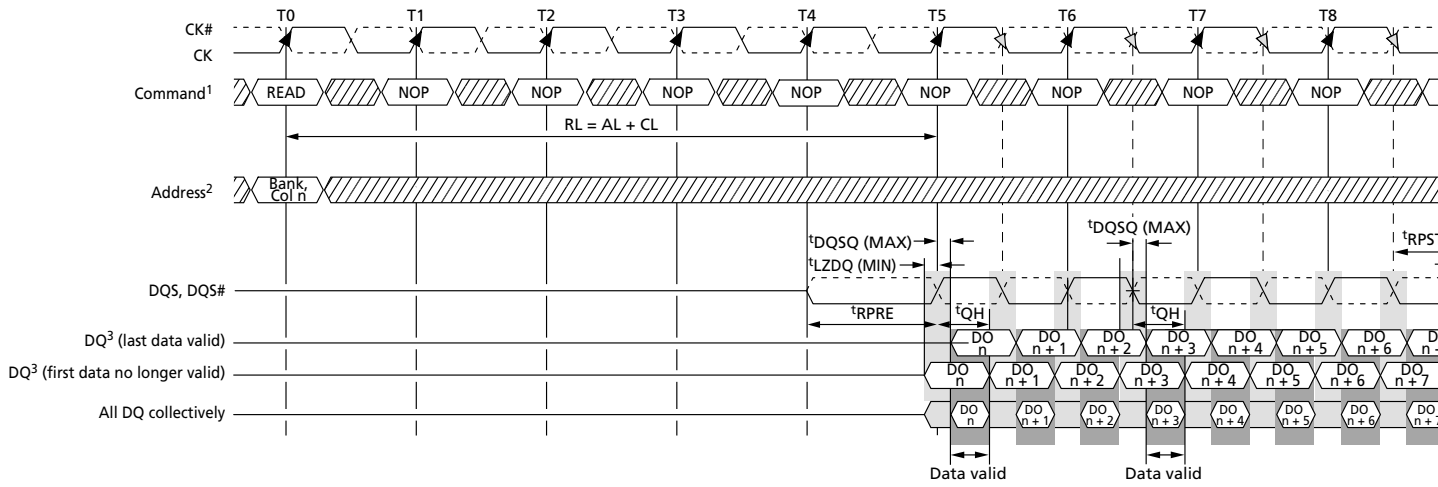 T0 T1 T2 T3 T4 T5 T6 T7 T8
CK#
CK
Command1 READ NOP NOP NOP NOP NOP NOP NOP NOP
RL = AL + CL
Address2 Bank,
Col n
tDQSQ (MAX) tDQSQ (MAX) tRPST
tLZDQ (MIN)
DQS, DQS#
tRPRE tQH tQH
DQ3 (last data valid) DO DO DO DO DO DO DO
n n + 1 n + 2 n + 3 n + 4 n + 5 n + 6
DQ3 (first data no longer valid) DO DO DO DO DO DO DO DO
n n + 1 n + 2 n + 3 n + 4 n + 5 n + 6 n + 7
All DQ collectively DO DO DO DO DO DO DO DO
n n + 1 n + 2 n + 3 n + 4 n + 5 n + 6 n + 7
Data valid Data valid